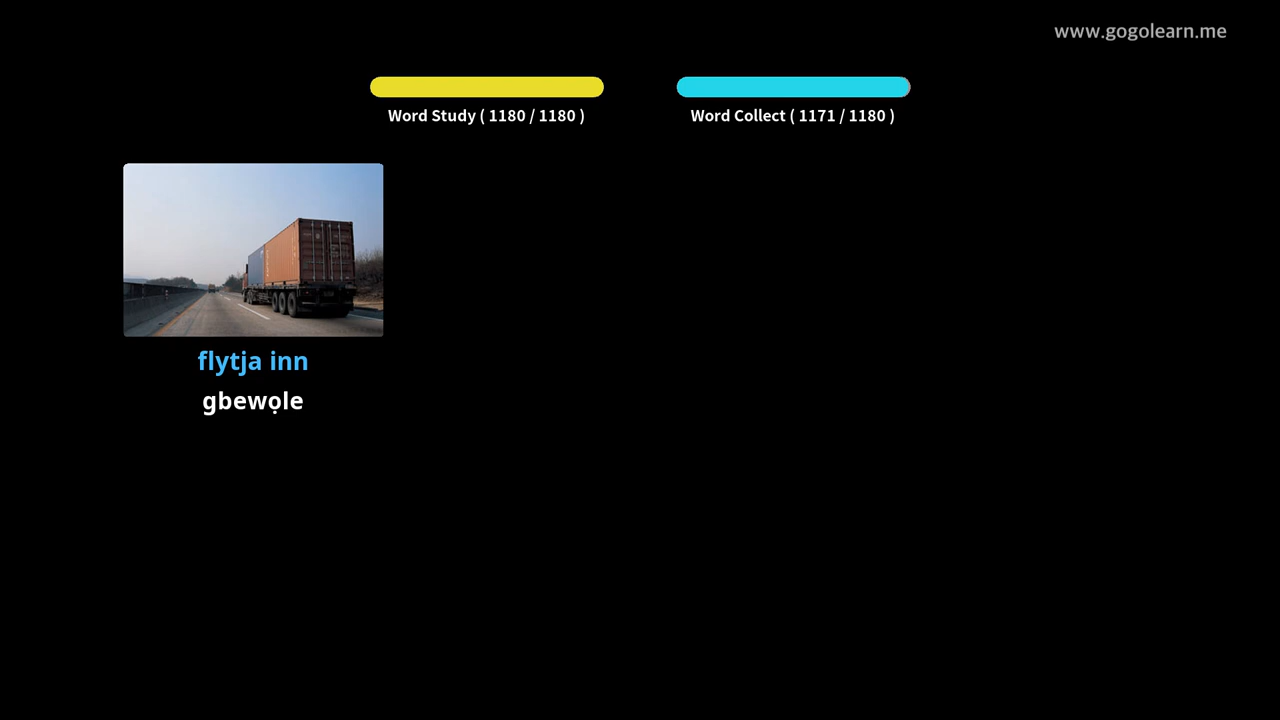 www.gogolearn.me
Word Study ( 1180 / 1180 )
Word Collect ( 1171 / 1180 )
flytja inn
gbewọle